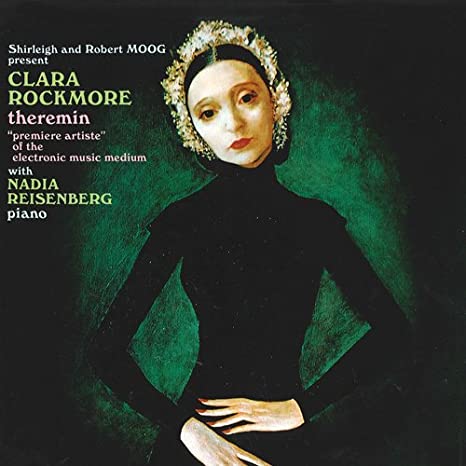 Shirleigh and Robert MOOG
present
CLARA
ROCKMORE
theremin
"premiere artiste"
of the
electronic music medium
with
NADIA
REISENBERG
piano